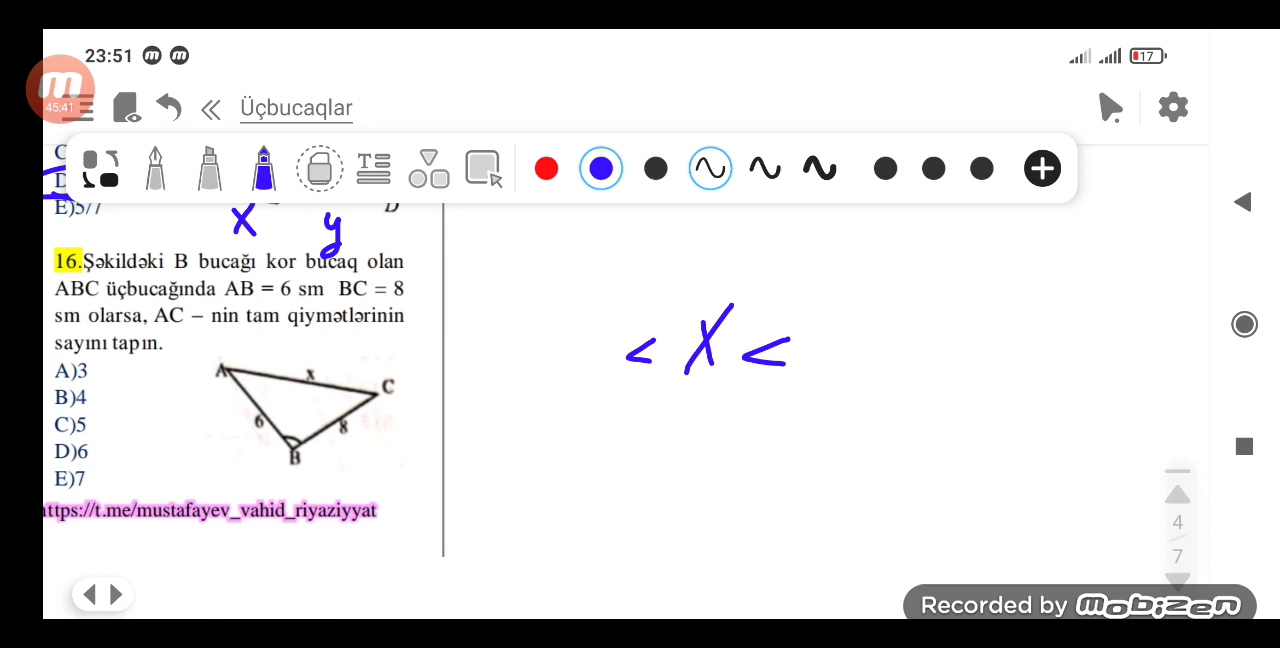 23:51
17
45:41
Üçbucaqlar
C
D
E)5/7
D
x
y
16.Şəkildəki B bucağı kor bucaq olan
ABC üçbucağında AB = 6 sm BC = 8
sm olarsa, AC – nin tam qiymətlərinin
sayını tapın.
A)3
B)4
C)5
D)6
E)7
A
x
C
6
8
B
< X <
ttps://t.me/mustafayev_vahid_riyaziyyat
4
7
Recorded by Mobizen